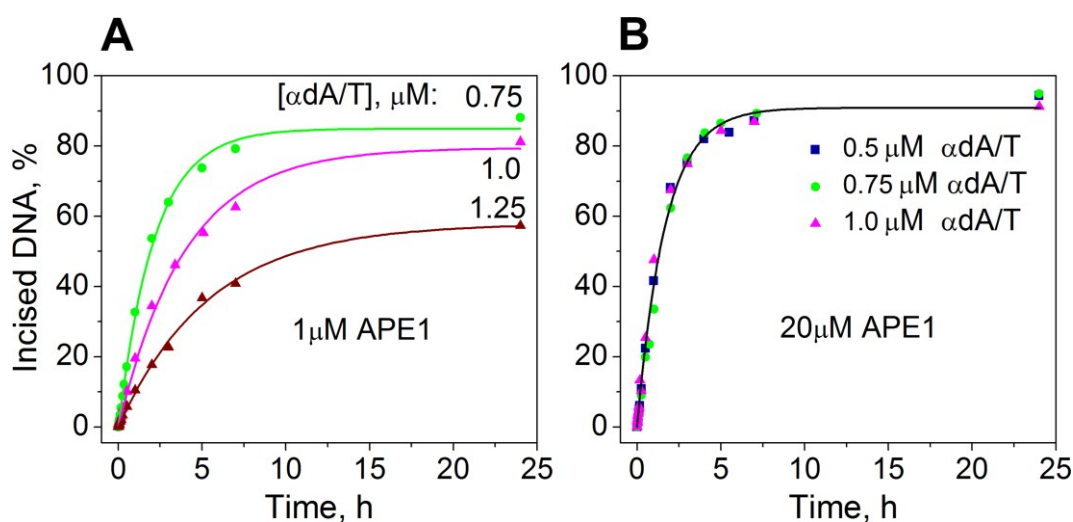 A
Incised DNA, %
100
80
60
40
20
0
[αdA/T], μM: 0.75
1.0
1.25
1μM APE1
0 5 10 15 20 25
Time, h
B
100
80
60
40
20
0
0.5 μM αdA/T
0.75 μM αdA/T
1.0 μM αdA/T
20μM APE1
0 5 10 15 20 25
Time, h